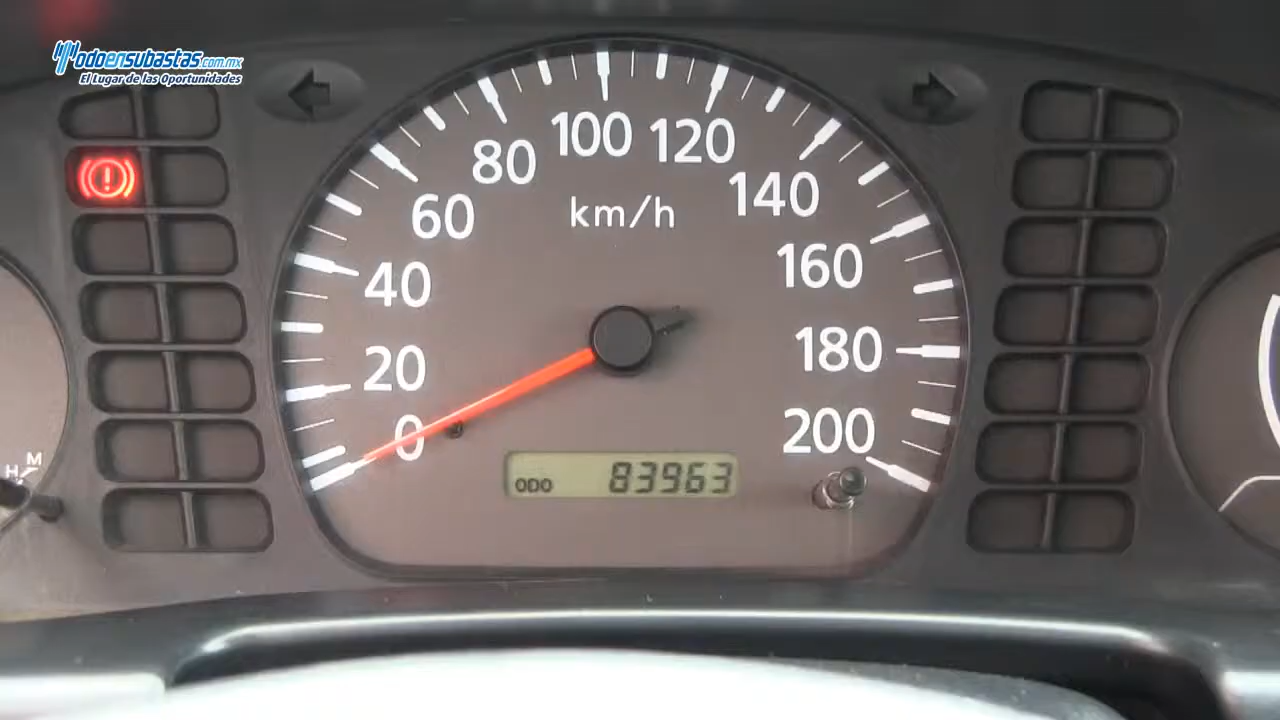 todoensubastas.com.mx
El Lugar de las Oportunidades
100
120
80
140
60
km/h
160
40
180
20
200
0
ODO 83963
H M